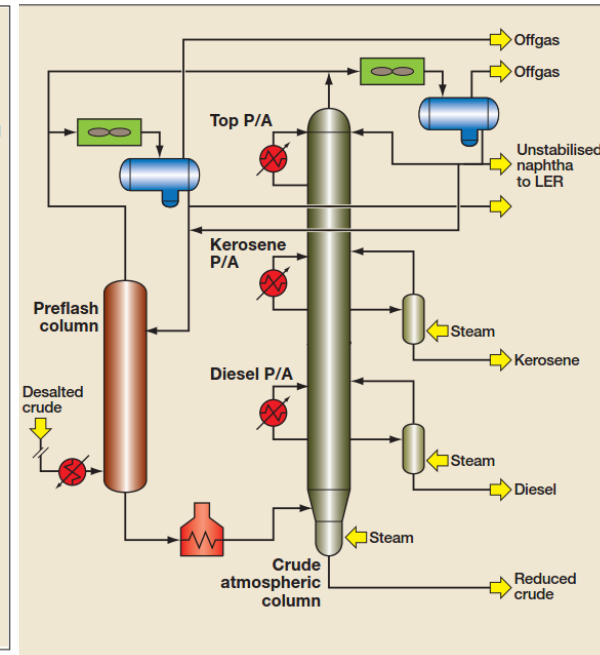 Offgas
Offgas
Top P/A
Unstabilised
naphtha
to LER
Kerosene
P/A
Preflash
column
Steam
Kerosene
Diesel P/A
Desalted
crude
Steam
Diesel
Steam
Crude
atmospheric
column
Reduced
crude